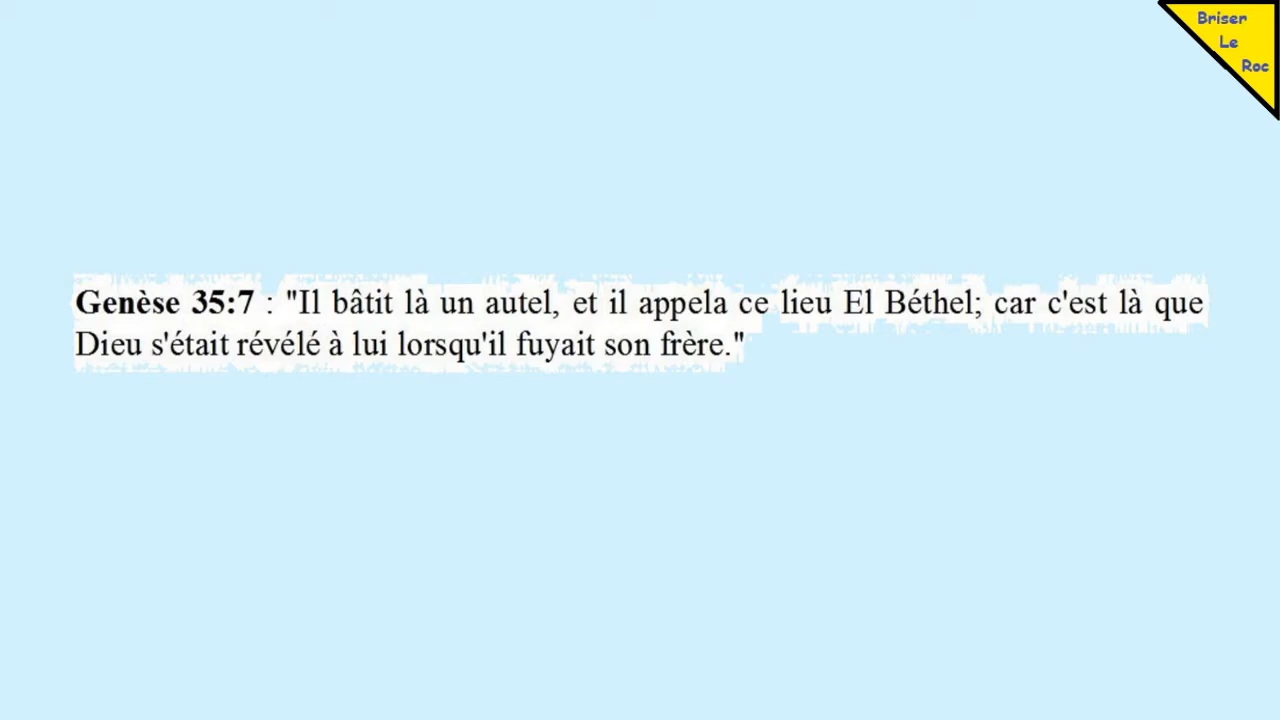 Briser
Le
Roc
Genèse 35:7 : "Il bâtit là un autel, et il appela ce lieu El Béthel; car c'est là que
Dieu s'était révélé à lui lorsqu'il fuyait son frère."